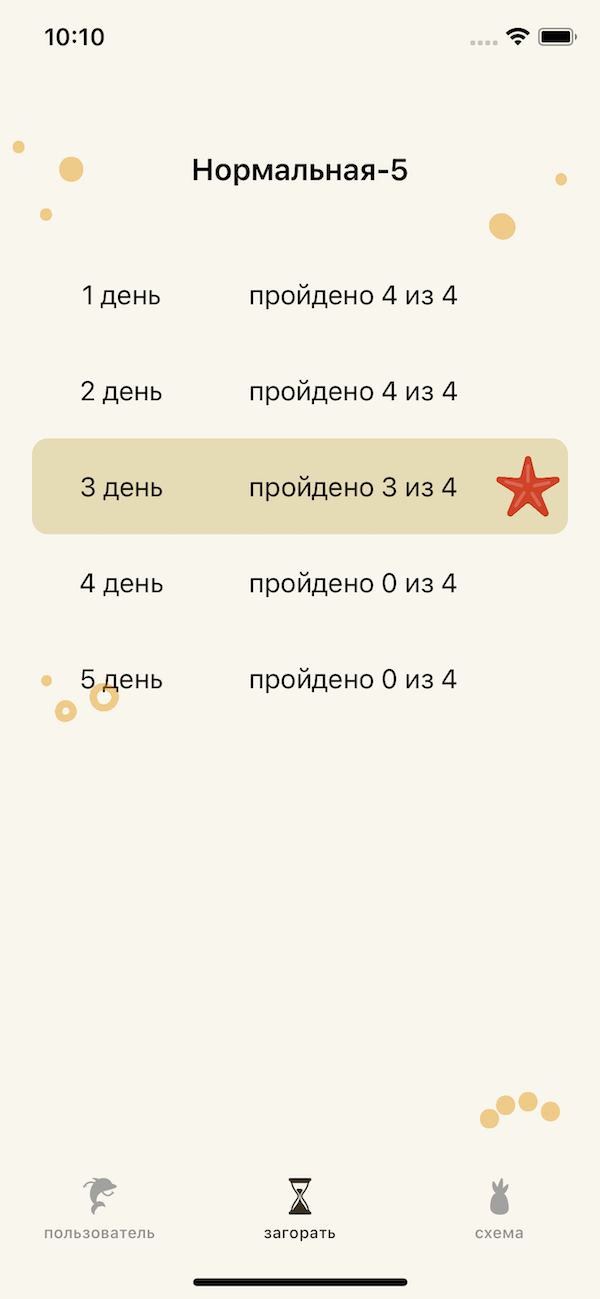 10:10
Нормальная-5
1 день пройдено 4 из 4
2 день пройдено 4 из 4
3 день пройдено 3 из 4
4 день пройдено 0 из 4
5 день пройдено 0 из 4
пользователь загорать схема